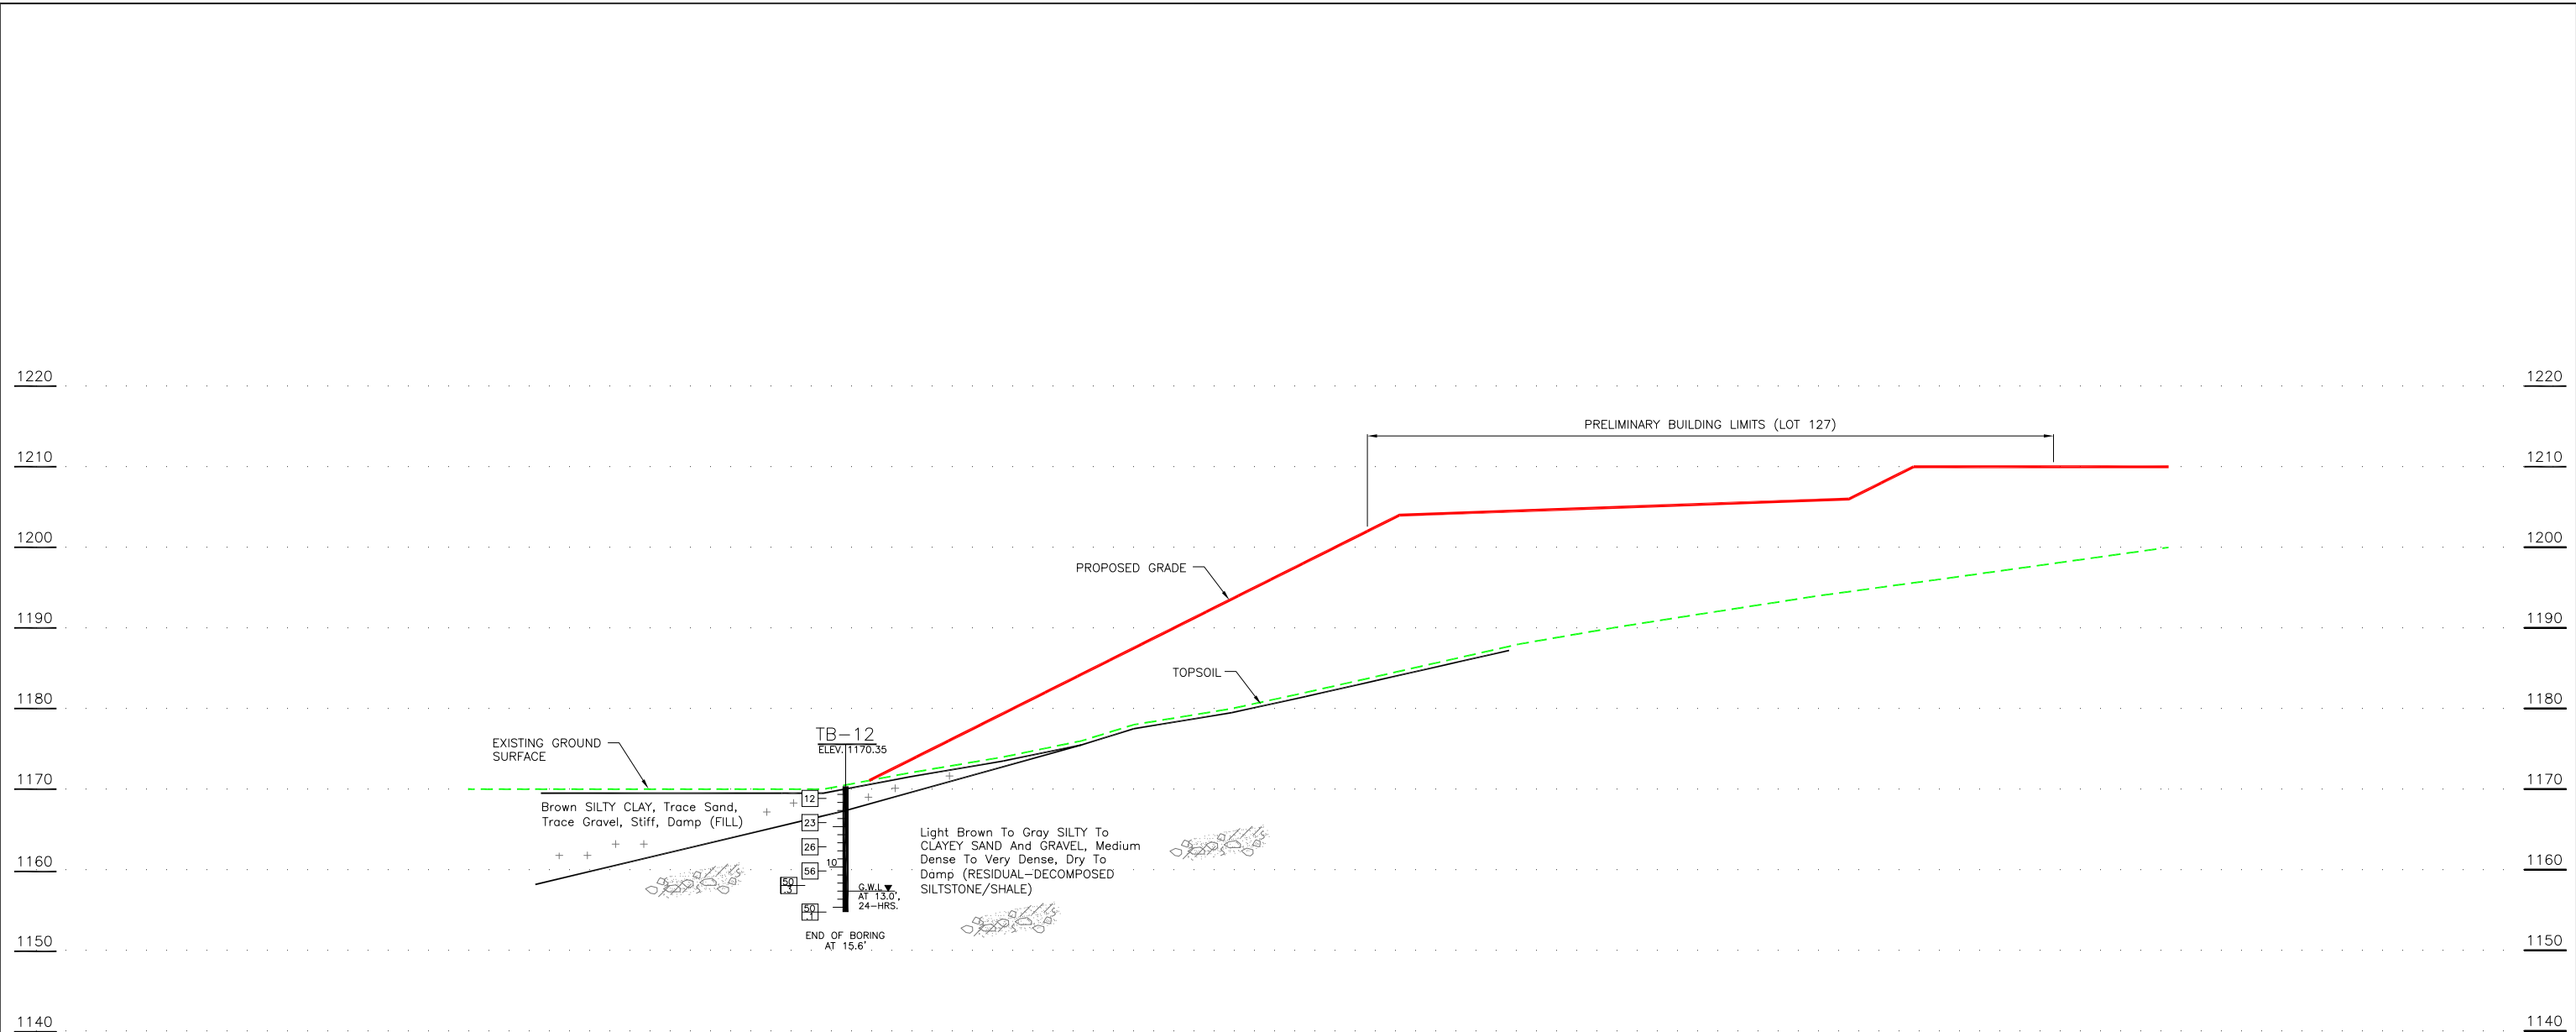 1220
1220
PRELIMINARY BUILDING LIMITS (LOT 127)
1210
1210
1200
1200
PROPOSED GRADE
1190
1190
TOPSOIL
1180
1180
TB-12
ELEV. 1170.35
EXISTING GROUND
SURFACE
1170
1170
12
Brown SILTY CLAY, Trace Sand,
Trace Gravel, Stiff, Damp (FILL)
23
Light Brown To Gray SILTY To
CLAYEY SAND And GRAVEL, Medium
Dense To Very Dense, Dry To
Damp (RESIDUAL-DECOMPOSED
SILTSTONE/SHALE)
26
10
1160
1160
56
50
.3
G.W.L
AT 13.0',
24-HRS.
50
.1
END OF BORING
AT 15.6'
1150
1150
1140
1140